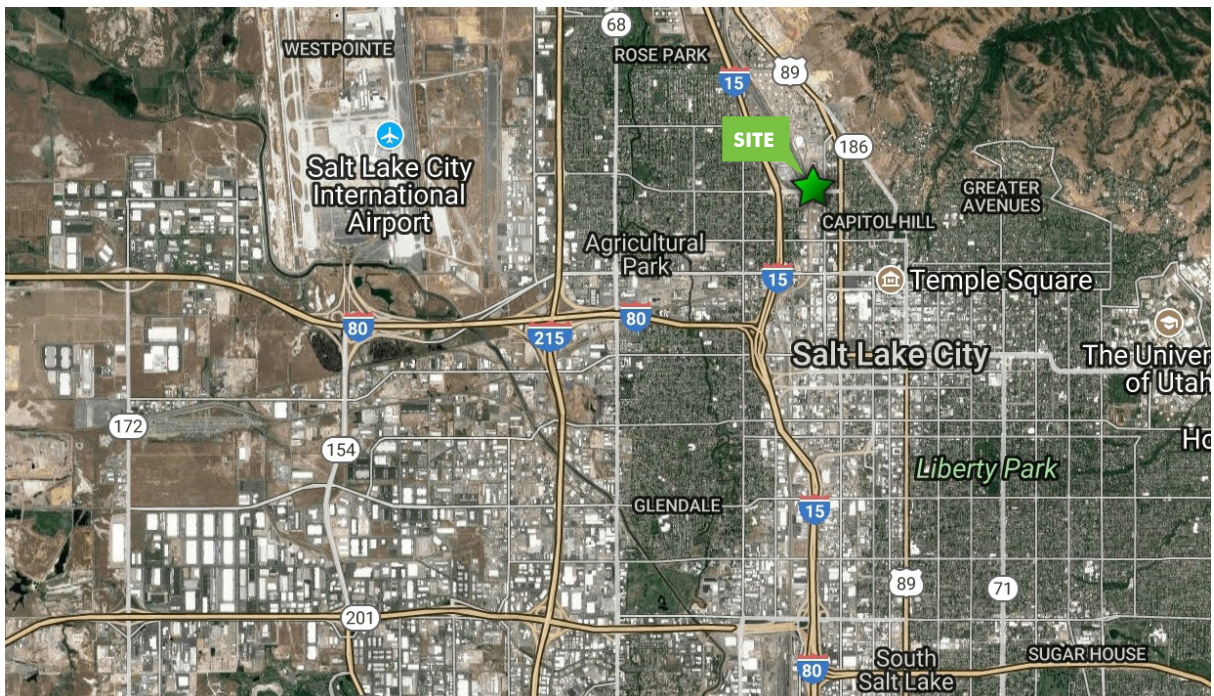 68
WESTPOINTE
ROSE PARK
89
15
SITE
186
Salt Lake City
International
Airport
GREATER
AVENUES
CAPITOL HILL
Agricultural
Park
15
Temple Square
80
80
215
Salt Lake City
The Univer
of Utah
172
154
Ho
Liberty Park
GLENDALE
15
89
71
201
80
South
Salt Lake
SUGAR HOUSE